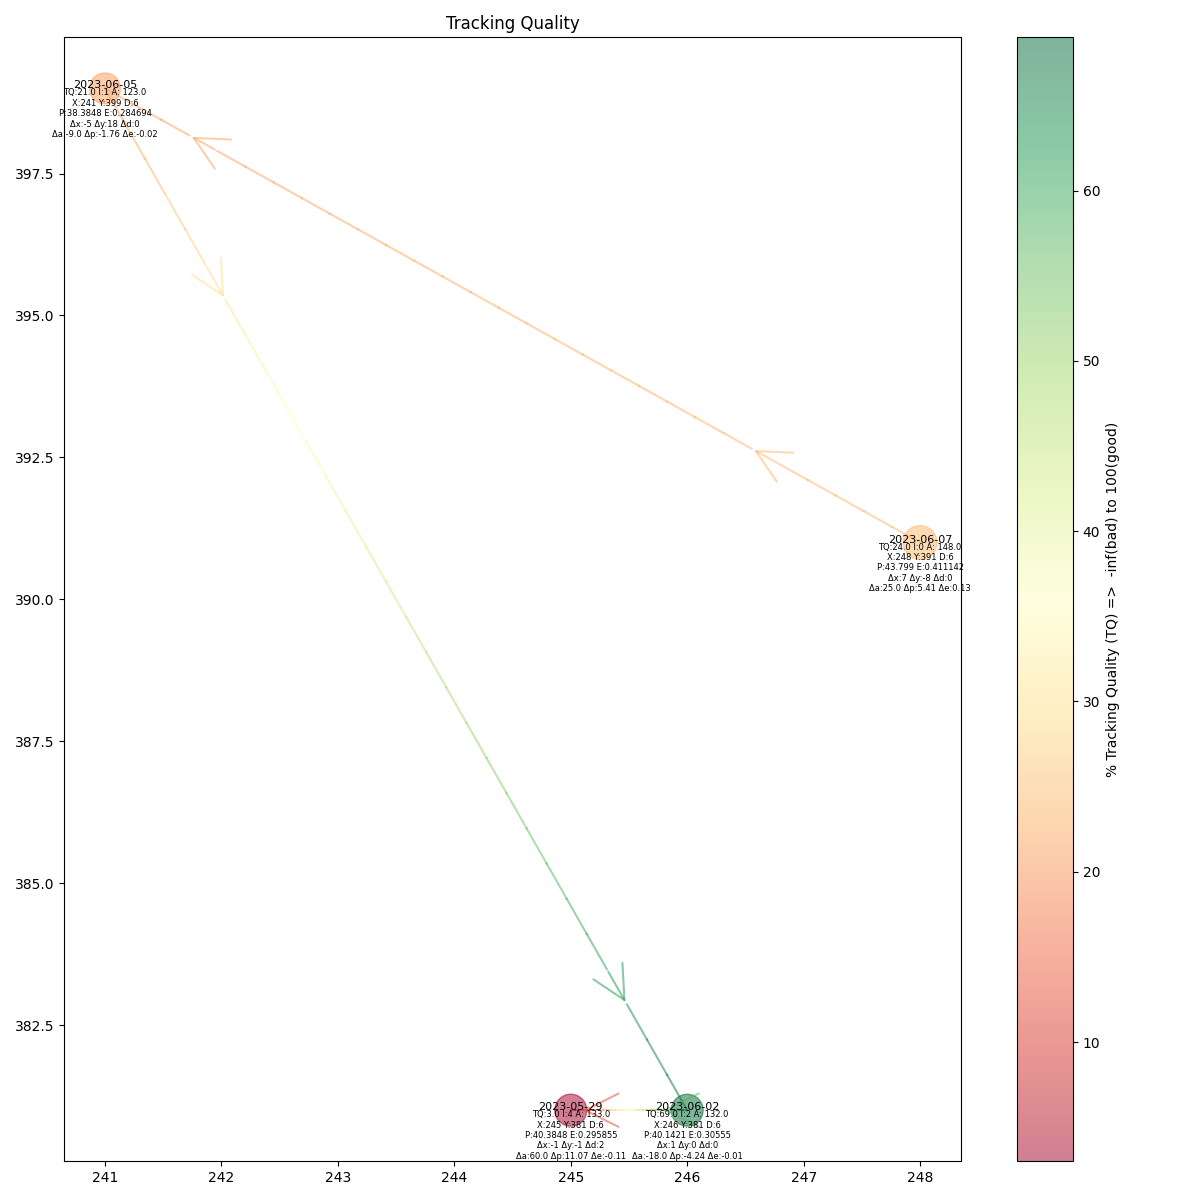 Tracking Quality
2023-06-05
TQ:21.0 I:1 A: 123.0
X:241 Y:399 D:6
P:38.3848 E:0.284694
Δx:-5 Δy:18 Δd:0
Δa:-9.0 Δp:-1.76 Δe:-0.02
2023-06-07
TQ:24.0 I:0 A: 148.0
X:248 Y:391 D:6
P:43.799 E:0.411142
Δx:7 Δy:-8 Δd:0
Δa:25.0 Δp:5.41 Δe:0.13
2023-05-29
TQ:3.0 I:4 A: 133.0
X:245 Y:381 D:6
P:40.3848 E:0.295855
Δx:-1 Δy:-1 Δd:2
Δa:60.0 Δp:11.07 Δe:-0.11
2023-06-02
TQ:69.0 I:2 A: 132.0
X:246 Y:381 D:6
P:40.1421 E:0.30555
Δx:1 Δy:0 Δd:0
Δa:-18.0 Δp:-4.24 Δe:-0.01
397.5
395.0
392.5
390.0
387.5
385.0
382.5
241 242 243 244 245 246 247 248
60
50
40
30
20
10
% Tracking Quality (TQ) => -inf(bad) to 100(good)